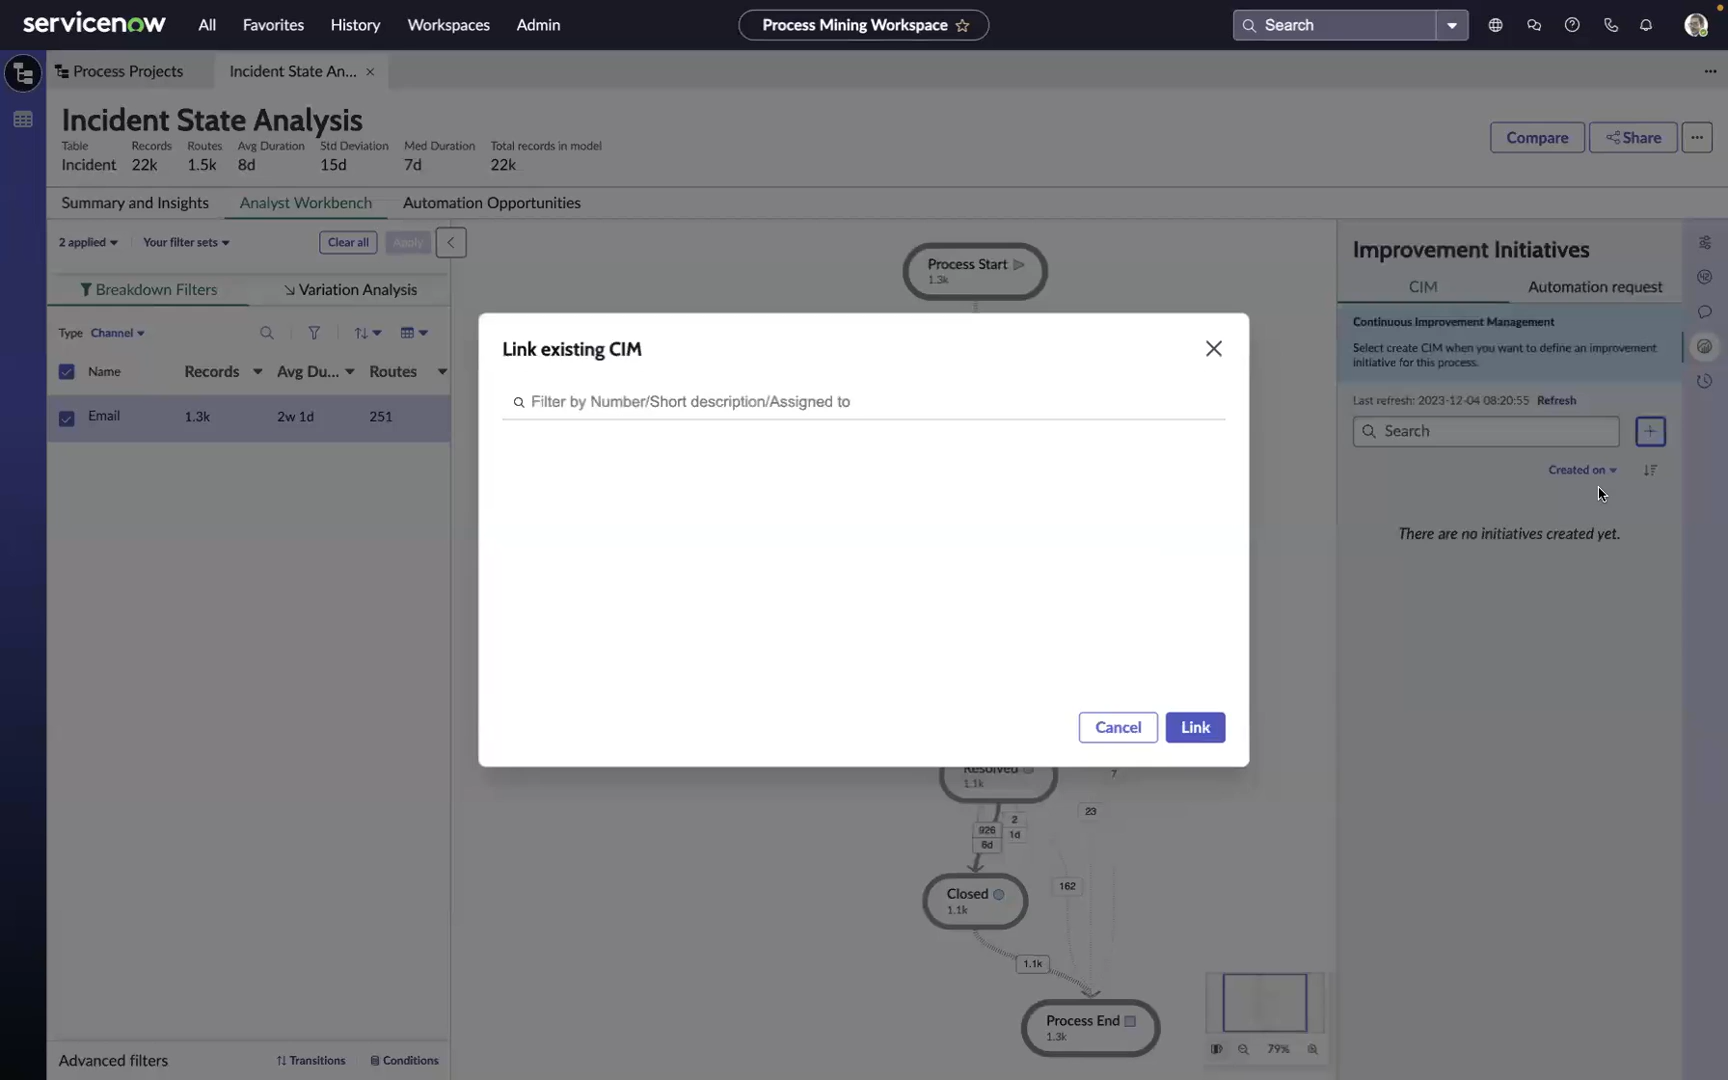 servicenow All Favorites History Workspaces Admin Process Mining Workspace Search
Process Projects Incident State An...
Incident State Analysis
Table Records Routes Avg Duration Std Deviation Med Duration Total records in model
Incident 22k 1.5k 8d 15d 7d 22k
Compare Share
Summary and Insights Analyst Workbench Automation Opportunities
2 applied Your filter sets Clear all Apply
Breakdown Filters Variation Analysis
Type Channel
Name Records Avg Du... Routes
Email 1.3k 2w 1d 251
Advanced filters Transitions Conditions
Process Start
1.3k
Link existing CIM
Filter by Number/Short description/Assigned to
Cancel Link
Resolved
1.1k
7
23
926
6d
2
1d
Closed
1.1k
162
1.1k
Process End
1.3k
79%
Improvement Initiatives
CIM Automation request
Continuous Improvement Management
Select create CIM when you want to define an improvement
initiative for this process.
Last refresh: 2023-12-04 08:20:55 Refresh
Search
Created on
There are no initiatives created yet.